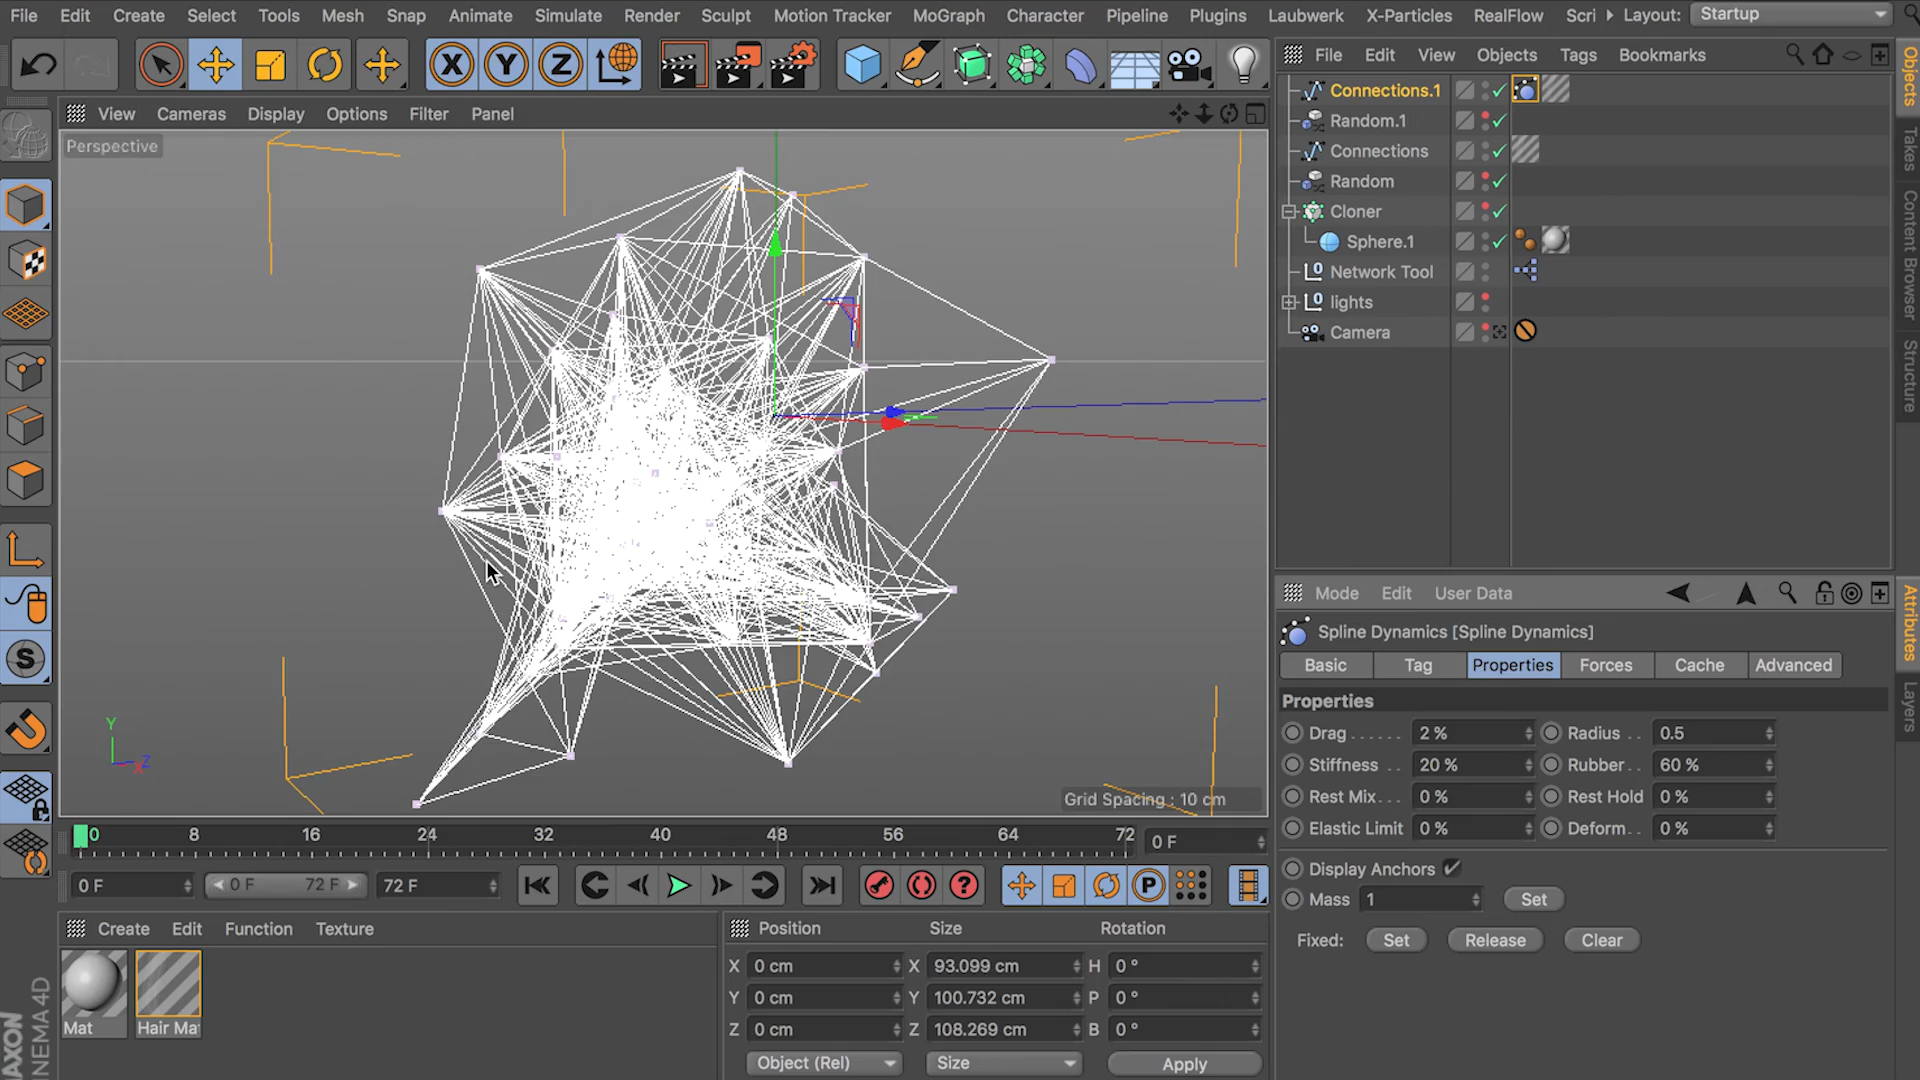 File Edit Create Select Tools Mesh Snap Animate Simulate Render Sculpt Motion Tracker MoGraph Character Pipeline Plugins Laubwerk X-Particles RealFlow Scri Layout: Startup
X Y Z
File Edit View Objects Tags Bookmarks
View Cameras Display Options Filter Panel
Perspective
Connections.1
Random.1
Connections
Random
Cloner
Sphere.1
Network Tool
lights
Camera
Objects
Takes
Content Browser
Structure
Y
Z
X
Grid Spacing : 10 cm
S
Mode Edit User Data
Spline Dynamics [Spline Dynamics]
Basic Tag Properties Forces Cache Advanced
Properties
Drag 2 % Radius 0.5
Stiffness 20 % Rubber 60 %
Rest Mix 0 % Rest Hold 0 %
Elastic Limit 0 % Deform 0 %
Display Anchors
Mass 1 Set
Fixed: Set Release Clear
Attributes
Layers
0 8 16 24 32 40 48 56 64 72 0 F
0 F 0 F 72 F 72 F ? P
Create Edit Function Texture
Mat Hair Ma
Position Size Rotation
X 0 cm X 93.099 cm H 0 °
Y 0 cm Y 100.732 cm P 0 °
Z 0 cm Z 108.269 cm B 0 °
Object (Rel) Size Apply
MAXON
CINEMA 4D